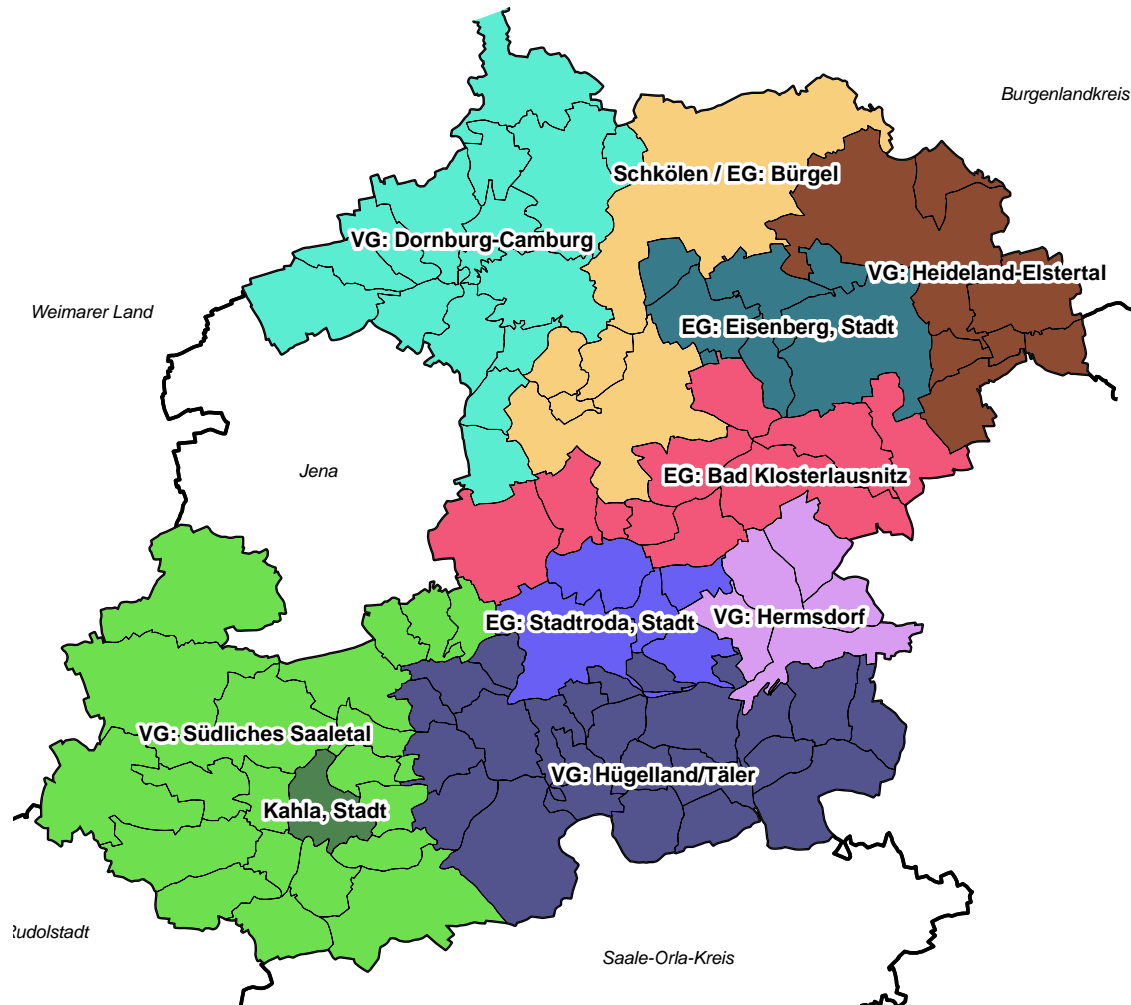 Burgenlandkreis
Schkölen / EG: Bürgel
VG: Dornburg-Camburg
VG: Heideland-Elstertal
Weimarer Land
EG: Eisenberg, Stadt
Jena
EG: Bad Klosterlausnitz
EG: Stadtroda, Stadt
VG: Hermsdorf
VG: Südliches Saaletal
VG: Hügelland/Täler
Kahla, Stadt
Rudolstadt
Saale-Orla-Kreis